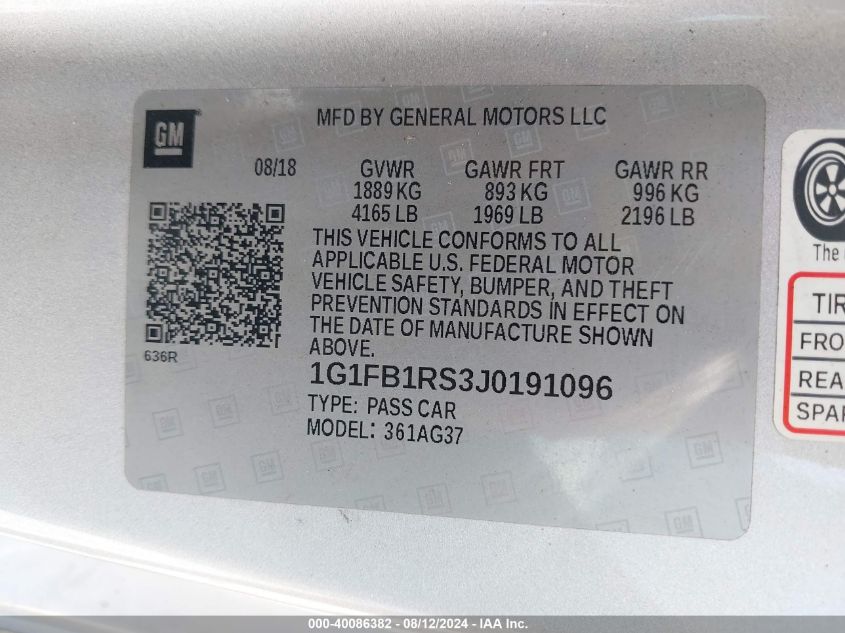 GM
MFD BY GENERAL MOTORS LLC
08/18 GVWR GAWR FRT GAWR RR
1889 KG 893 KG 996 KG
4165 LB 1969 LB 2196 LB
THIS VEHICLE CONFORMS TO ALL
APPLICABLE U.S. FEDERAL MOTOR
VEHICLE SAFETY, BUMPER, AND THEFT
PREVENTION STANDARDS IN EFFECT ON
THE DATE OF MANUFACTURE SHOWN
ABOVE.
636R
1G1FB1RS3J0191096
TYPE: PASS CAR
MODEL: 361AG37
The
TIR
FRO
REA
SPAR
000-40086382 - 08/12/2024 - IAA Inc.